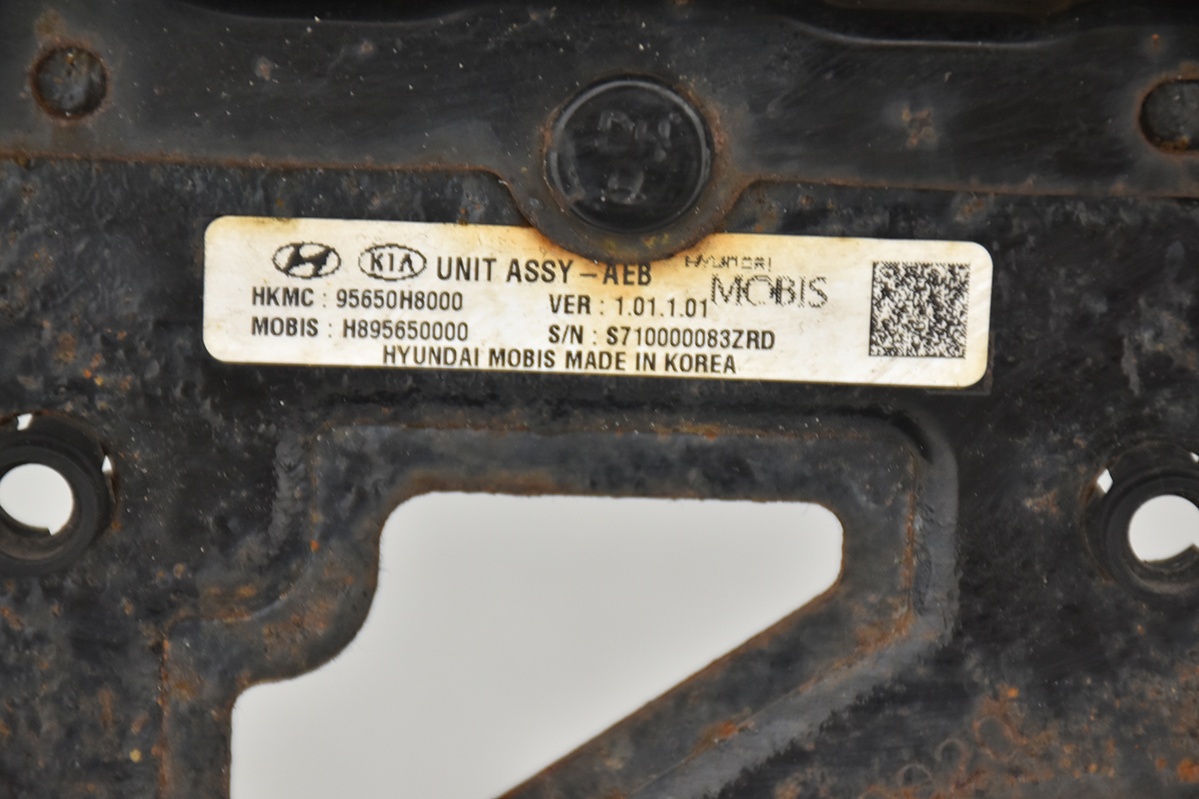 KIA UNIT ASSY - AEB HYUNDAI
MOBIS
HKMC : 95650H8000 VER : 1.01.1.01
MOBIS : H895650000 S/N : S710000083ZRD
HYUNDAI MOBIS MADE IN KOREA